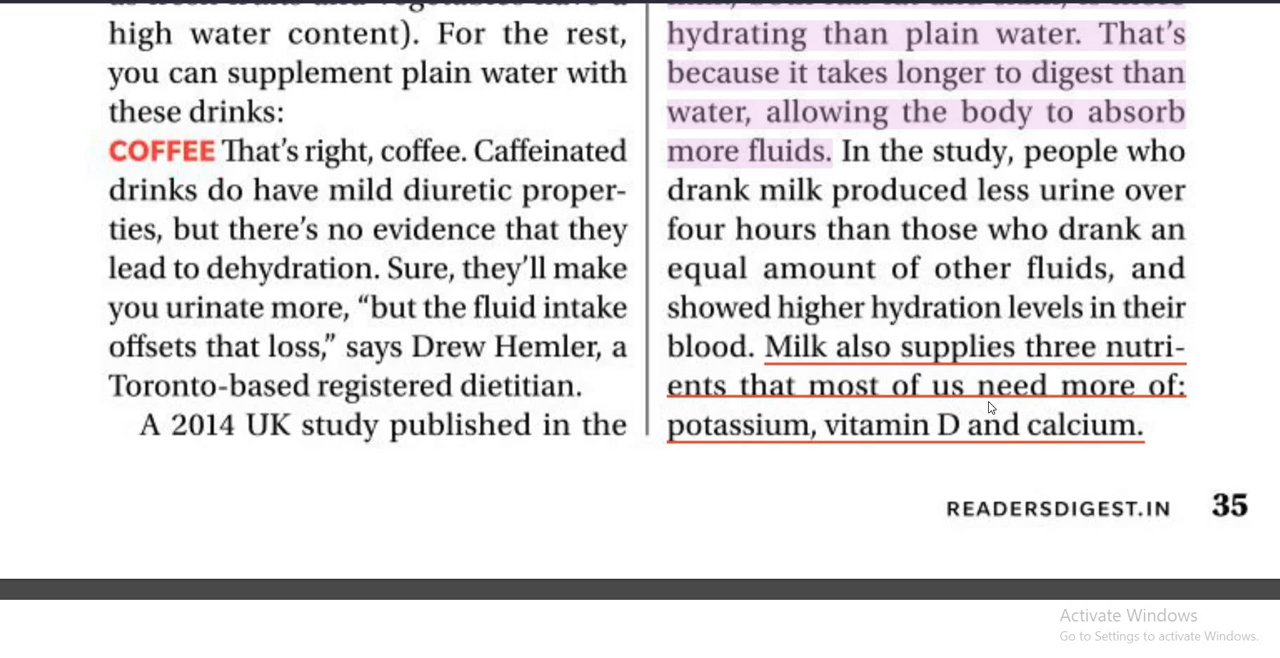 high water content). For the rest,
you can supplement plain water with
these drinks:
COFFEE That's right, coffee. Caffeinated
drinks do have mild diuretic proper-
ties, but there's no evidence that they
lead to dehydration. Sure, they'll make
you urinate more, “but the fluid intake
offsets that loss,” says Drew Hemler, a
Toronto-based registered dietitian.
A 2014 UK study published in the
hydrating than plain water. That's
because it takes longer to digest than
water, allowing the body to absorb
more fluids. In the study, people who
drank milk produced less urine over
four hours than those who drank an
equal amount of other fluids, and
showed higher hydration levels in their
blood. Milk also supplies three nutri-
ents that most of us need more of:
potassium, vitamin D and calcium.
READERSDIGEST.IN 35
Activate Windows
Go to Settings to activate Windows.